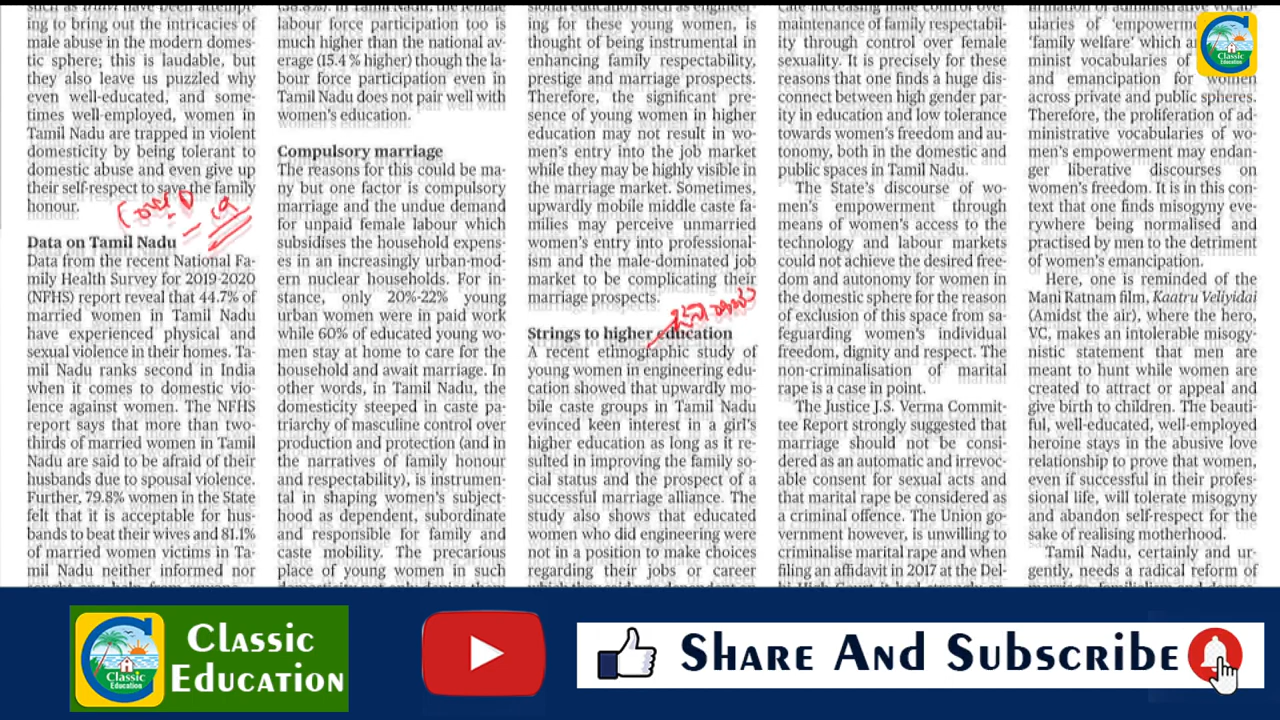 such as … have been attempt-
ing to bring out the intricacies of
male abuse in the modern domes-
tic sphere; this is laudable, but
they also leave us puzzled why
even well-educated, and some-
times well-employed, women in
Tamil Nadu are trapped in violent
domesticity by being tolerant to
domestic abuse and even give up
their self-respect to save the family
honour.
Covid
-19
Data on Tamil Nadu
Data from the recent National Fa-
mily Health Survey for 2019-2020
(NFHS) report reveal that 44.7% of
married women in Tamil Nadu
have experienced physical and
sexual violence in their homes. Ta-
mil Nadu ranks second in India
when it comes to domestic vio-
lence against women. The NFHS
report says that more than two-
thirds of married women in Tamil
Nadu are said to be afraid of their
husbands due to spousal violence.
Further, 79.8% women in the State
felt that it is acceptable for hus-
bands to beat their wives and 81.1%
of married women victims in Ta-
mil Nadu neither informed nor
labour force participation too is
much higher than the national av-
erage (15.4 % higher) though the la-
bour force participation even in
Tamil Nadu does not pair well with
women's education.
Compulsory marriage
The reasons for this could be ma-
ny but one factor is compulsory
marriage and the undue demand
for unpaid female labour which
subsidises the household expens-
es in an increasingly urban-mod-
ern nuclear households. For in-
stance, only 20%-22% young
urban women were in paid work
while 60% of educated young wo-
men stay at home to care for the
household and await marriage. In
other words, in Tamil Nadu, the
domesticity steeped in caste pa-
triarchy of masculine control over
production and protection (and in
the narratives of family honour
and respectability), is instrumen-
tal in shaping women's subject-
hood as dependent, subordinate
and responsible for family and
caste mobility. The precarious
place of young women in such
ing for these young women, is
thought of being instrumental in
enhancing family respectability,
prestige and marriage prospects.
Therefore, the significant pre-
sence of young women in higher
education may not result in wo-
men's entry into the job market
while they may be highly visible in
the marriage market. Sometimes,
upwardly mobile middle caste fa-
milies may perceive unmarried
women's entry into professional-
ism and the male-dominated job
market to be complicating their
marriage prospects.
Strings to higher education
A recent ethnographic study of
young women in engineering edu-
cation showed that upwardly mo-
bile caste groups in Tamil Nadu
evinced keen interest in a girl's
higher education as long as it re-
sulted in improving the family so-
cial status and the prospect of a
successful marriage alliance. The
study also shows that educated
women who did engineering were
not in a position to make choices
regarding their jobs or career
maintenance of family respectabil-
ity through control over female
sexuality. It is precisely for these
reasons that one finds a huge dis-
connect between high gender par-
ity in education and low tolerance
towards women's freedom and au-
tonomy, both in the domestic and
public spaces in Tamil Nadu.
The State's discourse of wo-
men's empowerment through
means of women's access to the
technology and labour markets
could not achieve the desired free-
dom and autonomy for women in
the domestic sphere for the reason
of exclusion of this space from sa-
feguarding women's individual
freedom, dignity and respect. The
non-criminalisation of marital
rape is a case in point.
The Justice J.S. Verma Commit-
tee Report strongly suggested that
marriage should not be consi-
dered as an automatic and irrevoc-
able consent for sexual acts and
that marital rape be considered as
a criminal offence. The Union go-
vernment however, is unwilling to
criminalise marital rape and when
filing an affidavit in 2017 at the Del-
ularies of empowerment
'family welfare' which
minist vocabularies of
and emancipation for women
across private and public spheres.
Therefore, the proliferation of ad-
ministrative vocabularies of wo-
men's empowerment may endan-
ger liberative discourses on
women's freedom. It is in this con-
text that one finds misogyny eve-
rywhere being normalised and
practised by men to the detriment
of women's emancipation.
Here, one is reminded of the
Mani Ratnam film, Kaatru Veliyidai
(Amidst the air), where the hero,
VC, makes an intolerable misogy-
nistic statement that men are
meant to hunt while women are
created to attract or appeal and
give birth to children. The beauti-
ful, well-educated, well-employed
heroine stays in the abusive love
relationship to prove that women,
even if successful in their profes-
sional life, will tolerate misogyny
and abandon self-respect for the
sake of realising motherhood.
Tamil Nadu, certainly and ur-
gently, needs a radical reform of
Classic
Education
Classic
Education
Classic
Education
Share And Subscribe